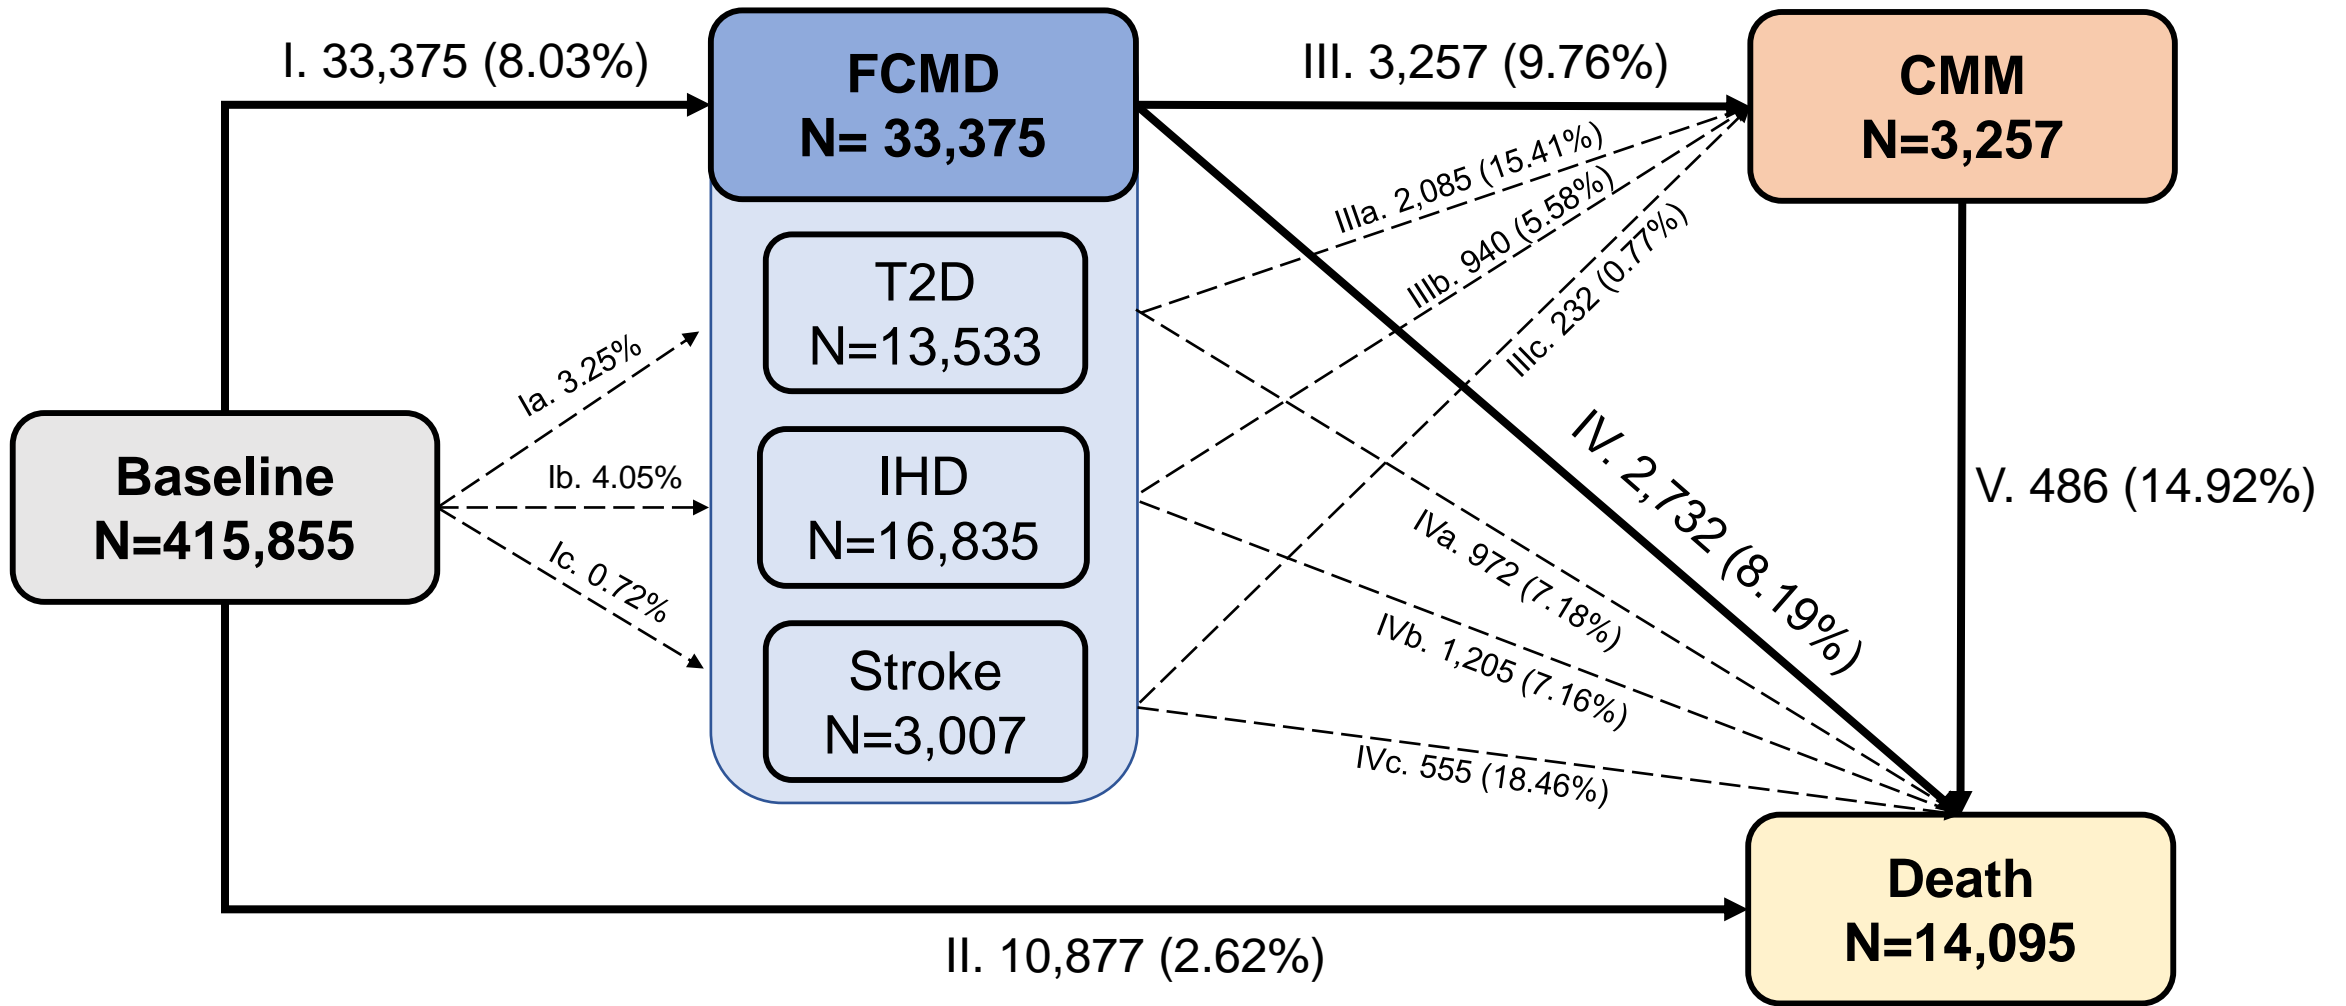 I. 33,375 (8.03%)
FCMD
N= 33,375
III. 3,257 (9.76%)
CMM
N=3,257
IIIa. 2,085 (15.41%)
IIIb. 940 (5.58%)
IIIc. 232 (0.77%)
T2D
N=13,533
Ia. 3.25%
Baseline
N=415,855
Ib. 4.05%
IHD
N=16,835
IV. 2,732 (8.19%)
V. 486 (14.92%)
Ic. 0.72%
IVa. 972 (7.18%)
IVb. 1,205 (7.16%)
Stroke
N=3,007
IVc. 555 (18.46%)
Death
N=14,095
II. 10,877 (2.62%)